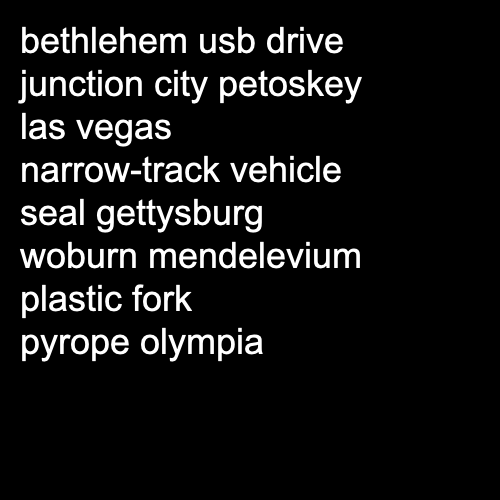 bethlehem usb drive
junction city petoskey
las vegas
narrow-track vehicle
seal gettysburg
woburn mendelevium
plastic fork
pyrope olympia